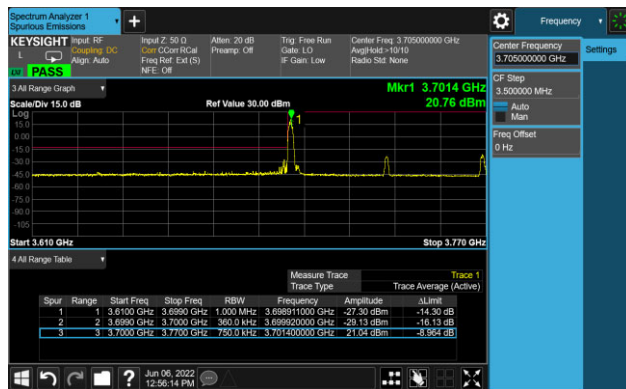 Spectrum Analyzer 1
Spurious Emissions
Frequency
KEYSIGHT Input: RF Input Z: 50 Ω Atten: 20 dB Trig: Free Run Center Freq: 3.705000000 GHz
L Coupling: DC Corr CCorr RCal Preamp: Off Gate: LO Avg|Hold:>10/10
Align: Auto Freq Ref: Ext (S) IF Gain: Low Radio Std: None
NFE: Off
PASS
Center Frequency
3.705000000 GHz
Settings
CF Step
3.500000 MHz
Auto
Man
Freq Offset
0 Hz
3 All Range Graph
Mkr1 3.7014 GHz
Scale/Div 15.0 dB Ref Value 30.00 dBm 20.76 dBm
Log
15.0
0.00
-15.0
-30.0
-45.0
-60.0
-75.0
-90.0
-105
1
Start 3.610 GHz Stop 3.770 GHz
4 All Range Table
Measure Trace Trace 1
Trace Type Trace Average (Active)
Spur Range Start Freq Stop Freq RBW Frequency Amplitude ΔLimit
1 1 3.6100 GHz 3.6990 GHz 1.000 MHz 3.698911000 GHz -27.30 dBm -14.30 dB
2 2 3.6990 GHz 3.7000 GHz 360.0 kHz 3.699920000 GHz -29.13 dBm -16.13 dB
3 3 3.7000 GHz 3.7700 GHz 750.0 kHz 3.701400000 GHz 21.04 dBm -8.964 dB
Jun 06, 2022
12:56:14 PM